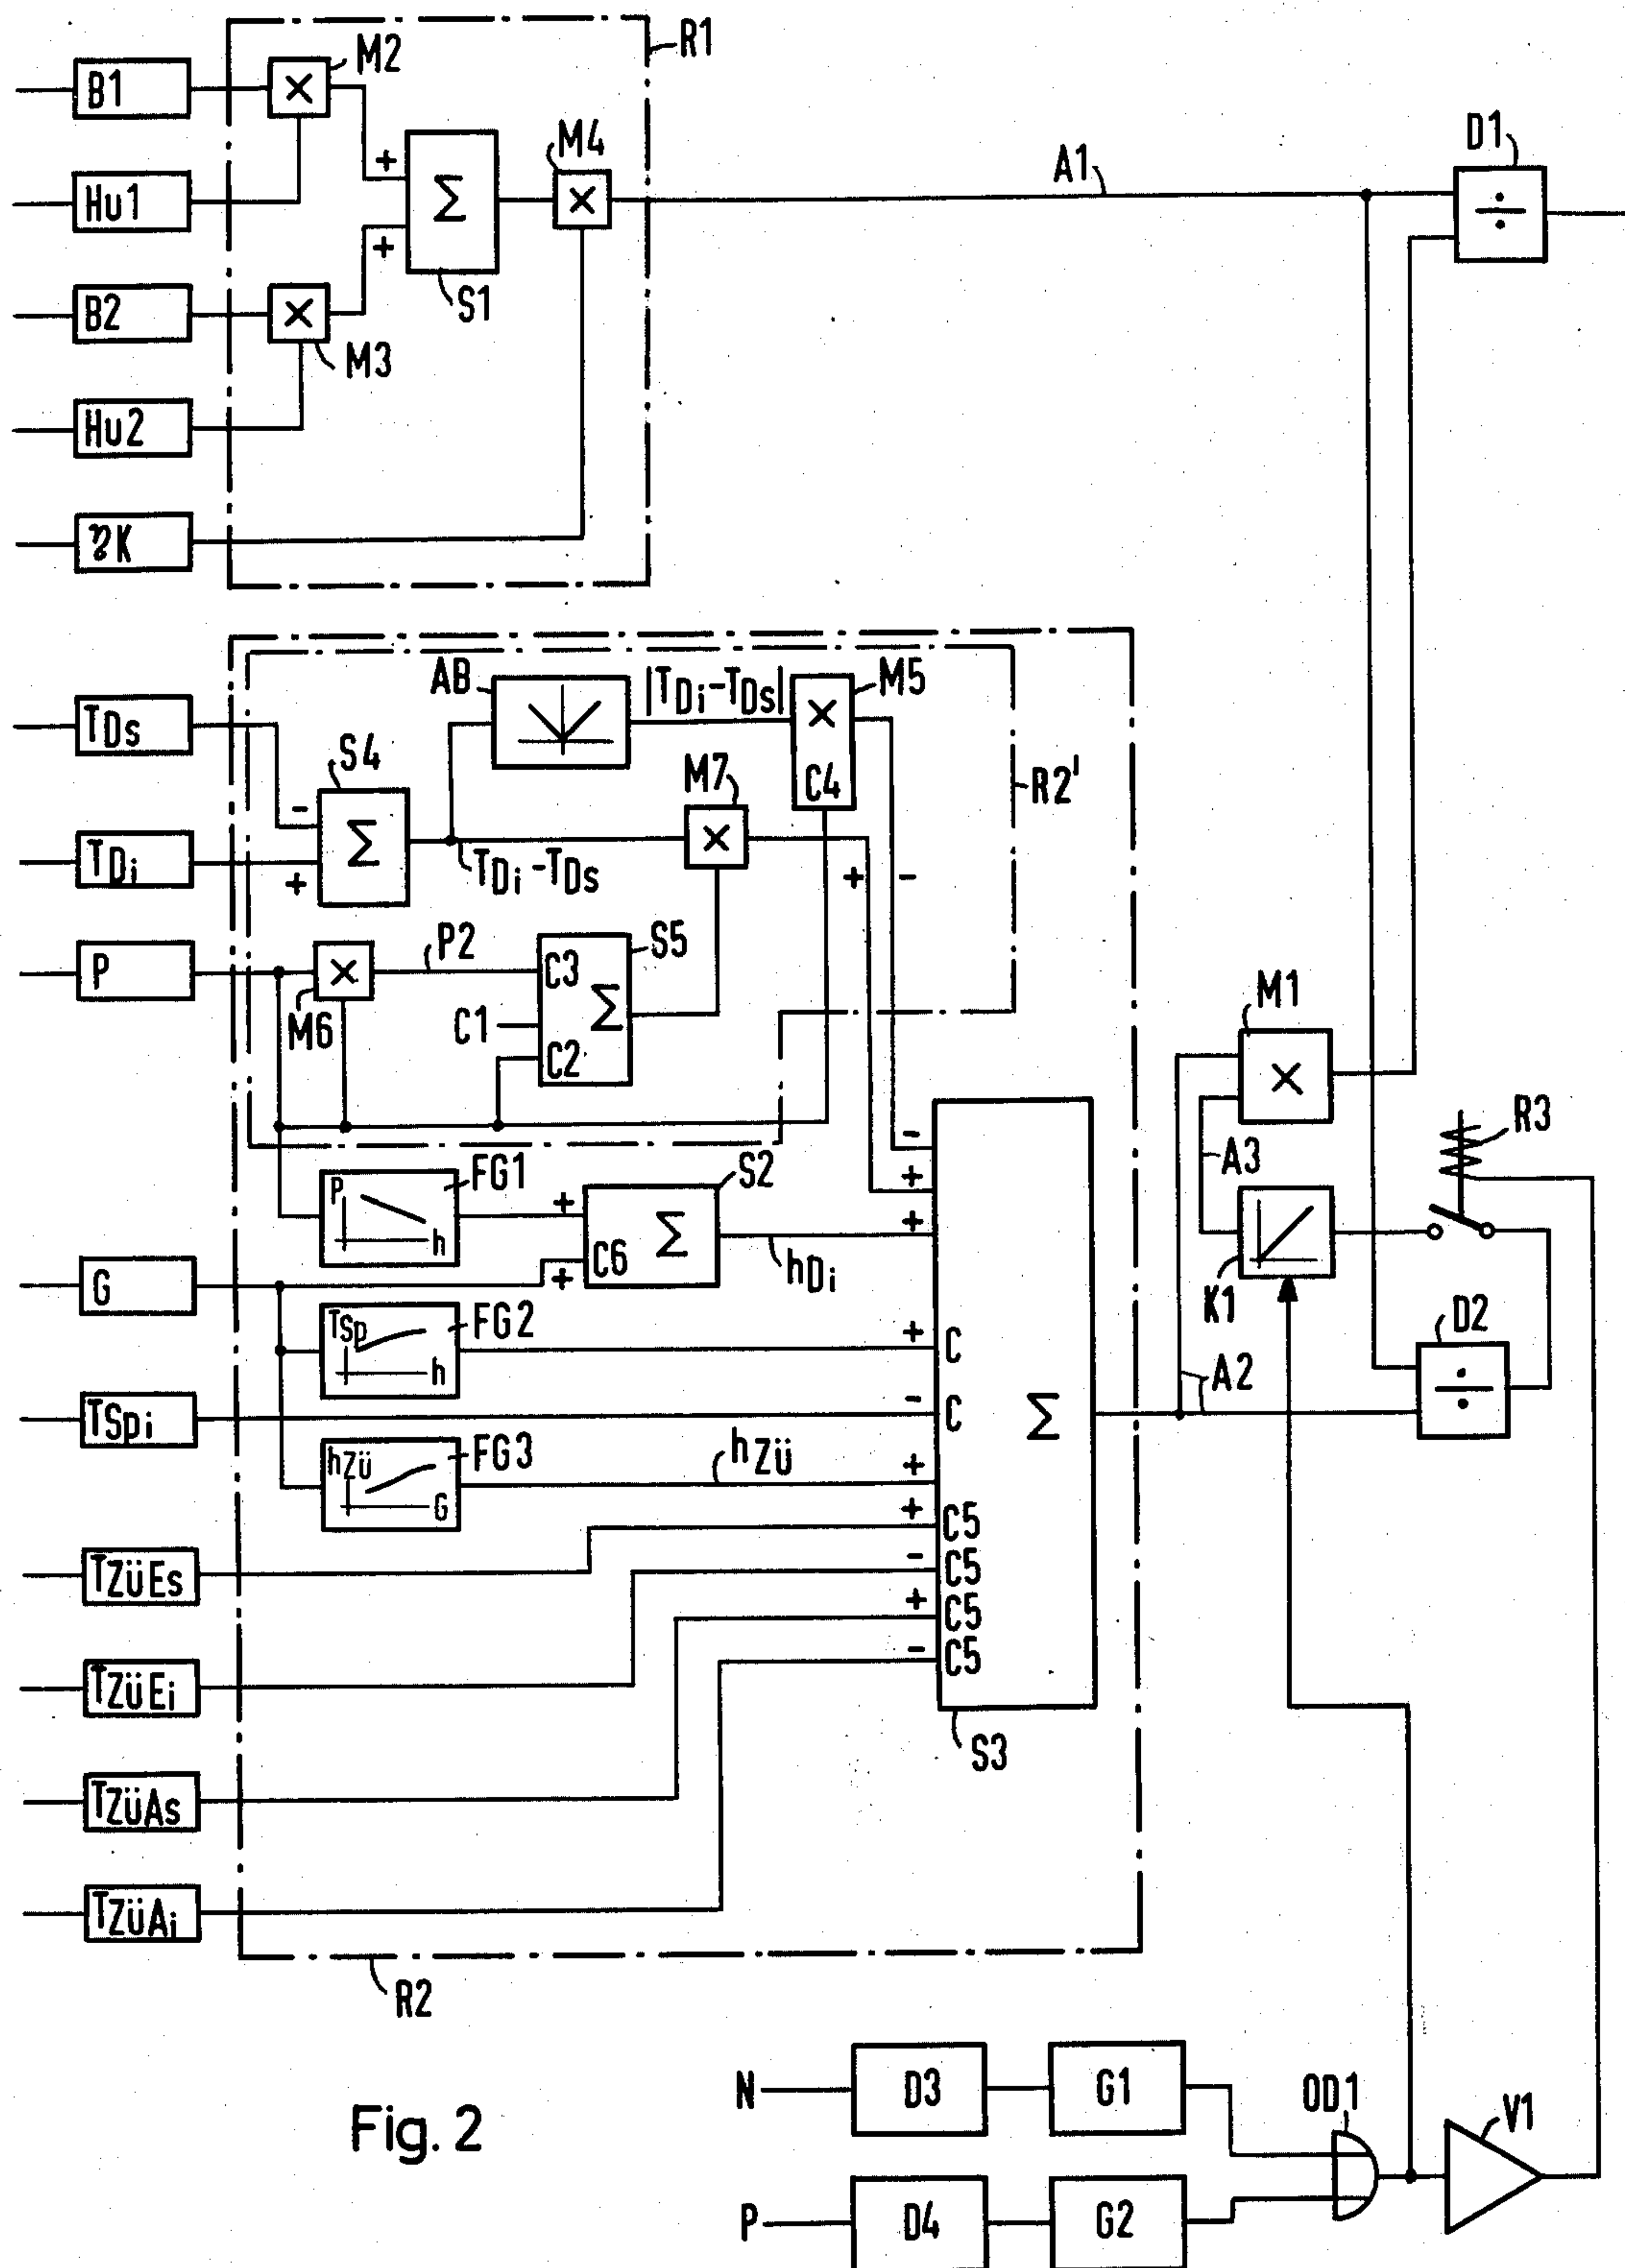 R1
M2
B1
×
M4
D1
Hu1
+
Σ
×
A1
÷
+
B2
×
S1
M3
Hu2
ηK
AB
|TDi-TDs|
M5
TDs
×
S4
M7
C4
R2'
-
Σ
×
TDi
+
TDi-TDs
+
-
P2
S5
P
×
C3
M6
C1
Σ
C2
M1
×
R3
-
A3
FG1
S2
+
P
h
+
Σ
+
C6
+
hDi
G
K1
D2
TSp
h
FG2
+
C
A2
÷
TSpi
-
C
Σ
hZü
G
FG3
hZü
+
+
C5
TZüEs
-
C5
+
C5
-
C5
TZüEi
S3
TZüAs
TZüAi
R2
N
D3
G1
OD1
V1
Fig. 2
P
D4
G2